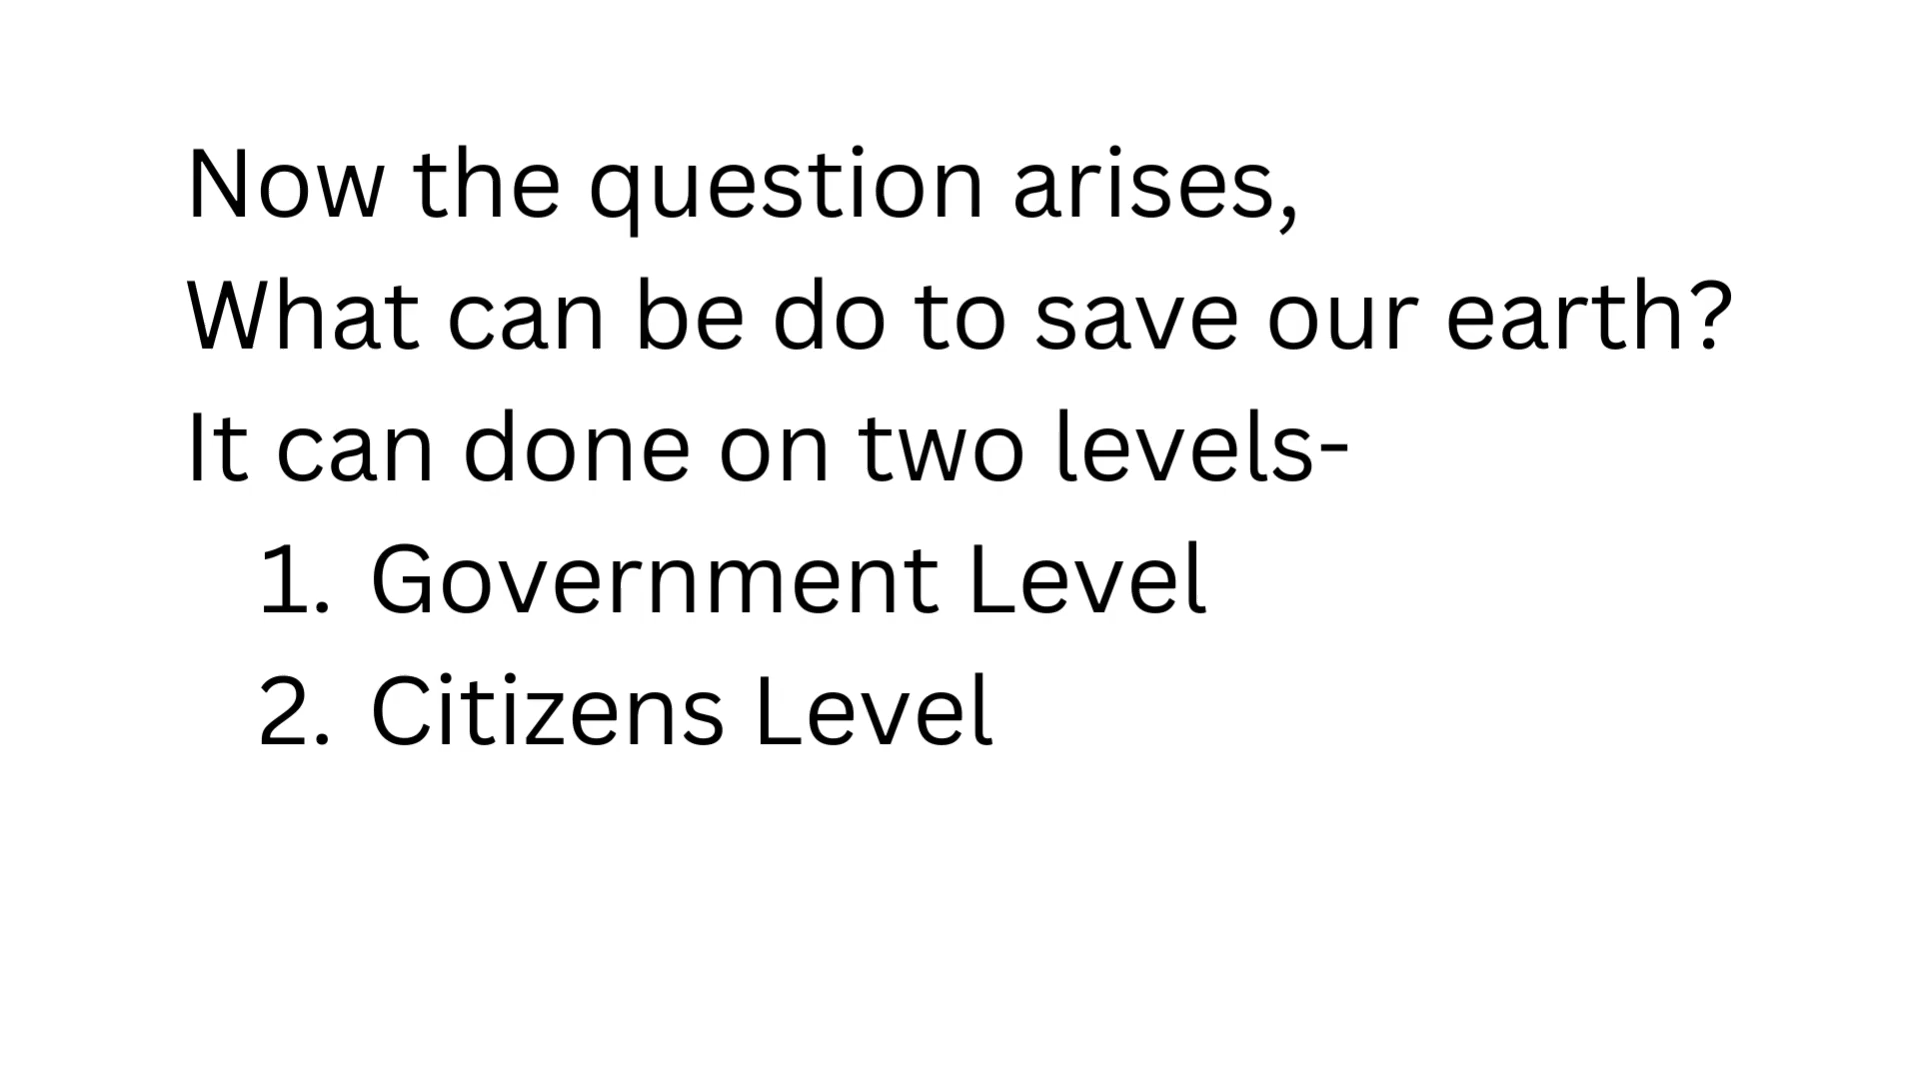 Now the question arises,
What can be do to save our earth?
It can done on two levels-
1. Government Level
2. Citizens Level